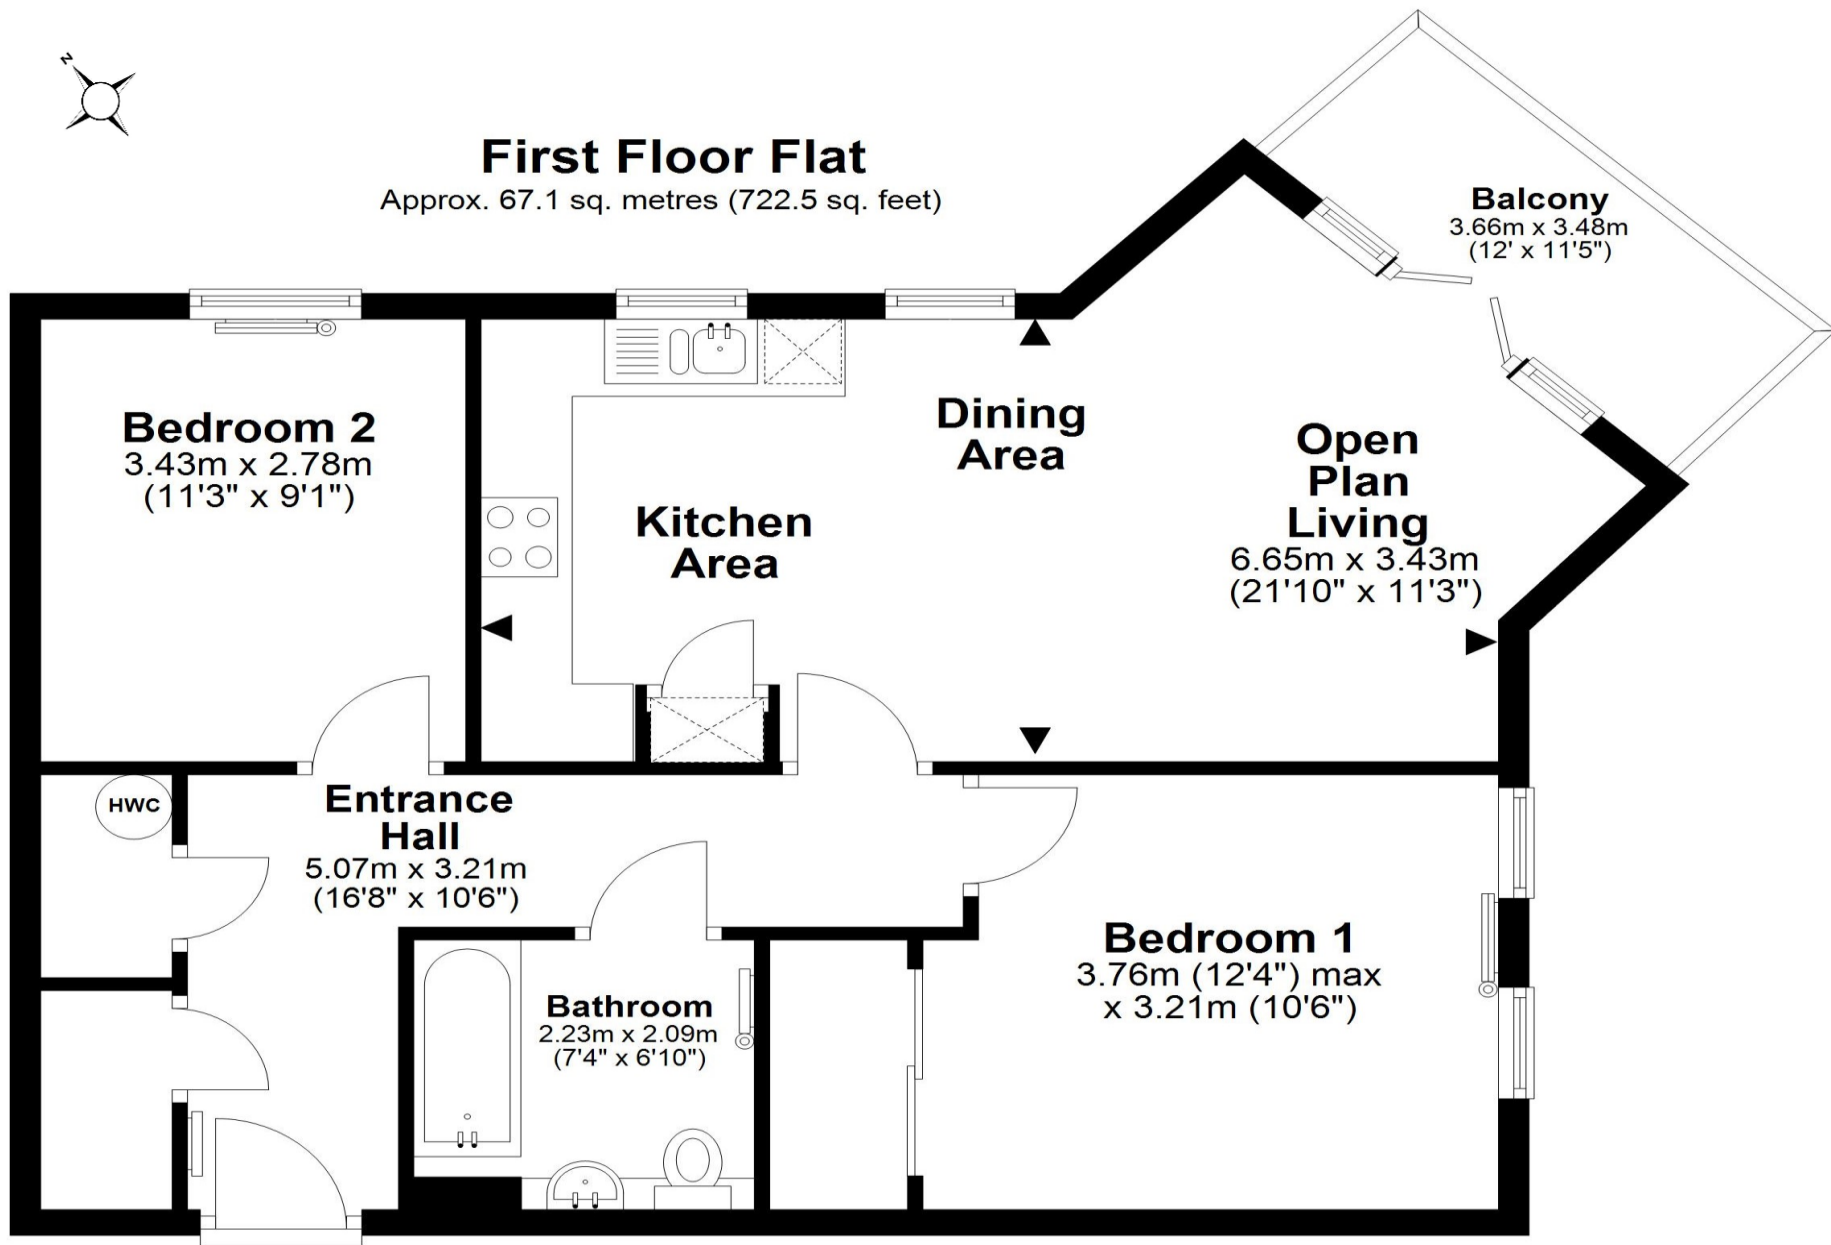 N
First Floor Flat
Approx. 67.1 sq. metres (722.5 sq. feet)
Balcony
3.66m x 3.48m
(12' x 11'5")
Bedroom 2
3.43m x 2.78m
(11'3" x 9'1")
Dining
Area
Open
Plan
Living
6.65m x 3.43m
(21'10" x 11'3")
Kitchen
Area
HWC
Entrance
Hall
5.07m x 3.21m
(16'8" x 10'6")
Bathroom
2.23m x 2.09m
(7'4" x 6'10")
Bedroom 1
3.76m (12'4") max
x 3.21m (10'6")